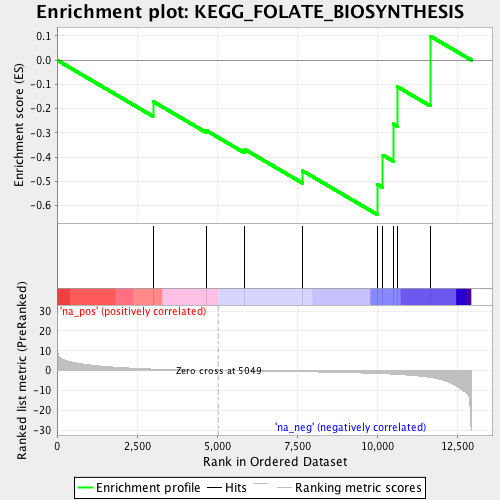 Enrichment plot: KEGG_FOLATE_BIOSYNTHESIS
Enrichment score (ES)
0.1
0.0
-0.1
-0.2
-0.3
-0.4
-0.5
-0.6
'na_pos' (positively correlated)
Ranked list metric (PreRanked)
30
20
10
0
-10
-20
-30
Zero cross at 5049
'na_neg' (negatively correlated)
0
2,500
5,000
7,500
10,000
12,500
Rank in Ordered Dataset
Enrichment profile
Hits
Ranking metric scores